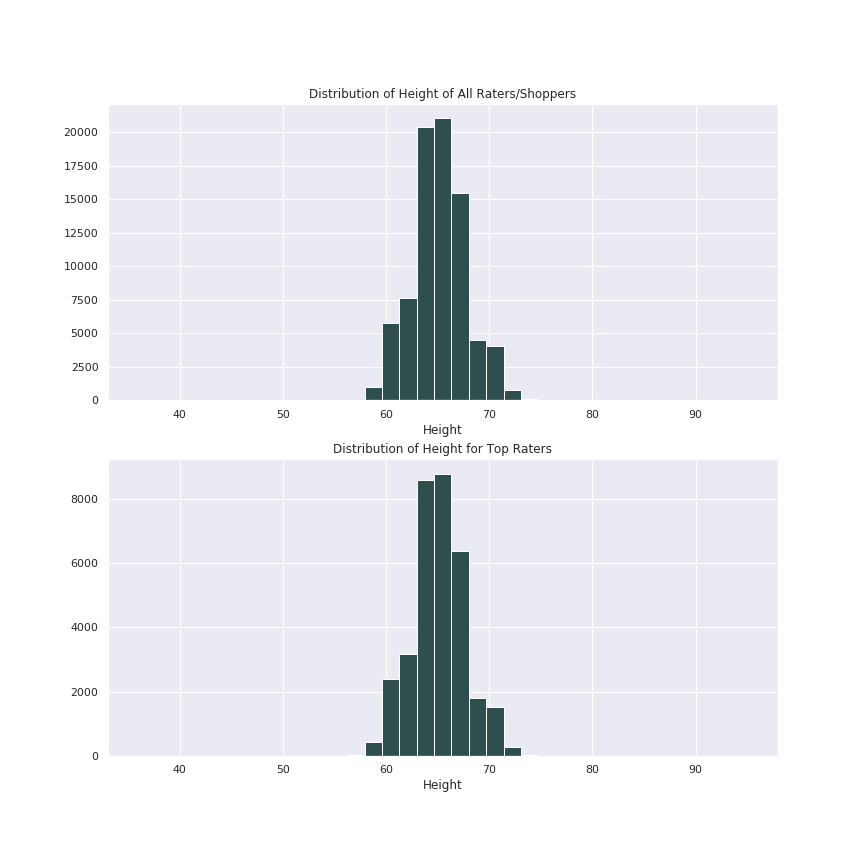 Distribution of Height of All Raters/Shoppers
20000
17500
15000
12500
10000
7500
5000
2500
0
40 50 60 70 80 90
Height
Distribution of Height for Top Raters
8000
6000
4000
2000
0
40 50 60 70 80 90
Height